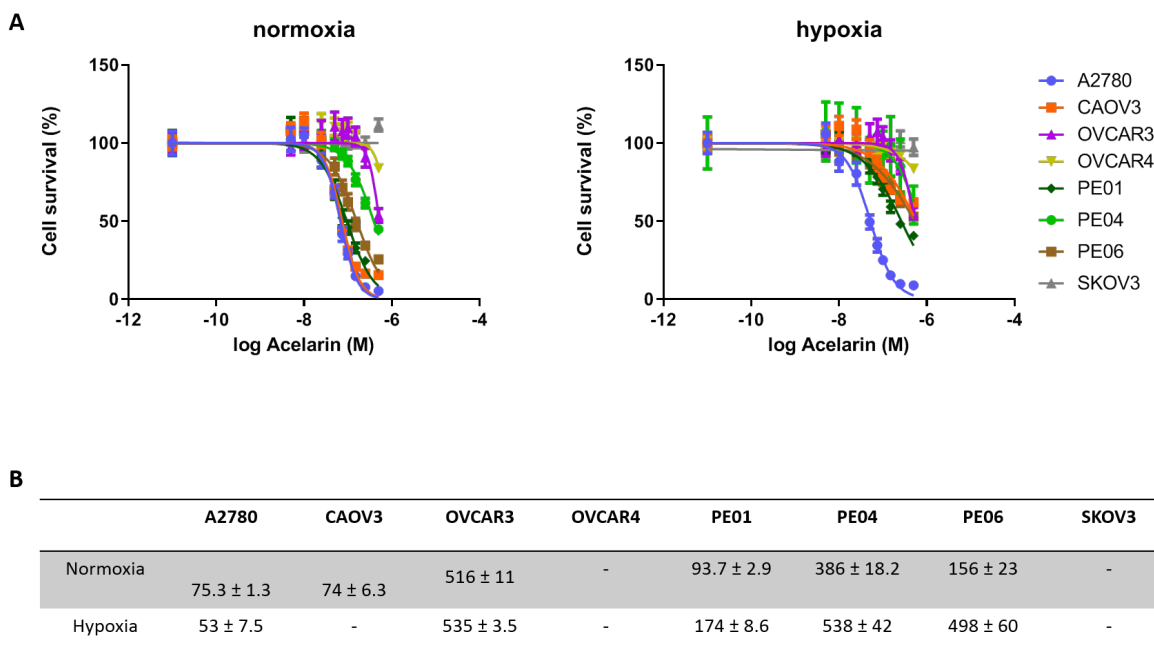 A
normoxia
hypoxia
150
100
50
0
Cell survival (%)
-12 -10 -8 -6 -4
log Acelarin (M)
150
100
50
0
Cell survival (%)
-12 -10 -8 -6 -4
log Acelarin (M)
A2780
CAOV3
OVCAR3
OVCAR4
PE01
PE04
PE06
SKOV3
B
A2780 CAOV3 OVCAR3 OVCAR4 PE01 PE04 PE06 SKOV3
Normoxia 75.3 ± 1.3 74 ± 6.3 516 ± 11 - 93.7 ± 2.9 386 ± 18.2 156 ± 23 -
Hypoxia 53 ± 7.5 - 535 ± 3.5 - 174 ± 8.6 538 ± 42 498 ± 60 -